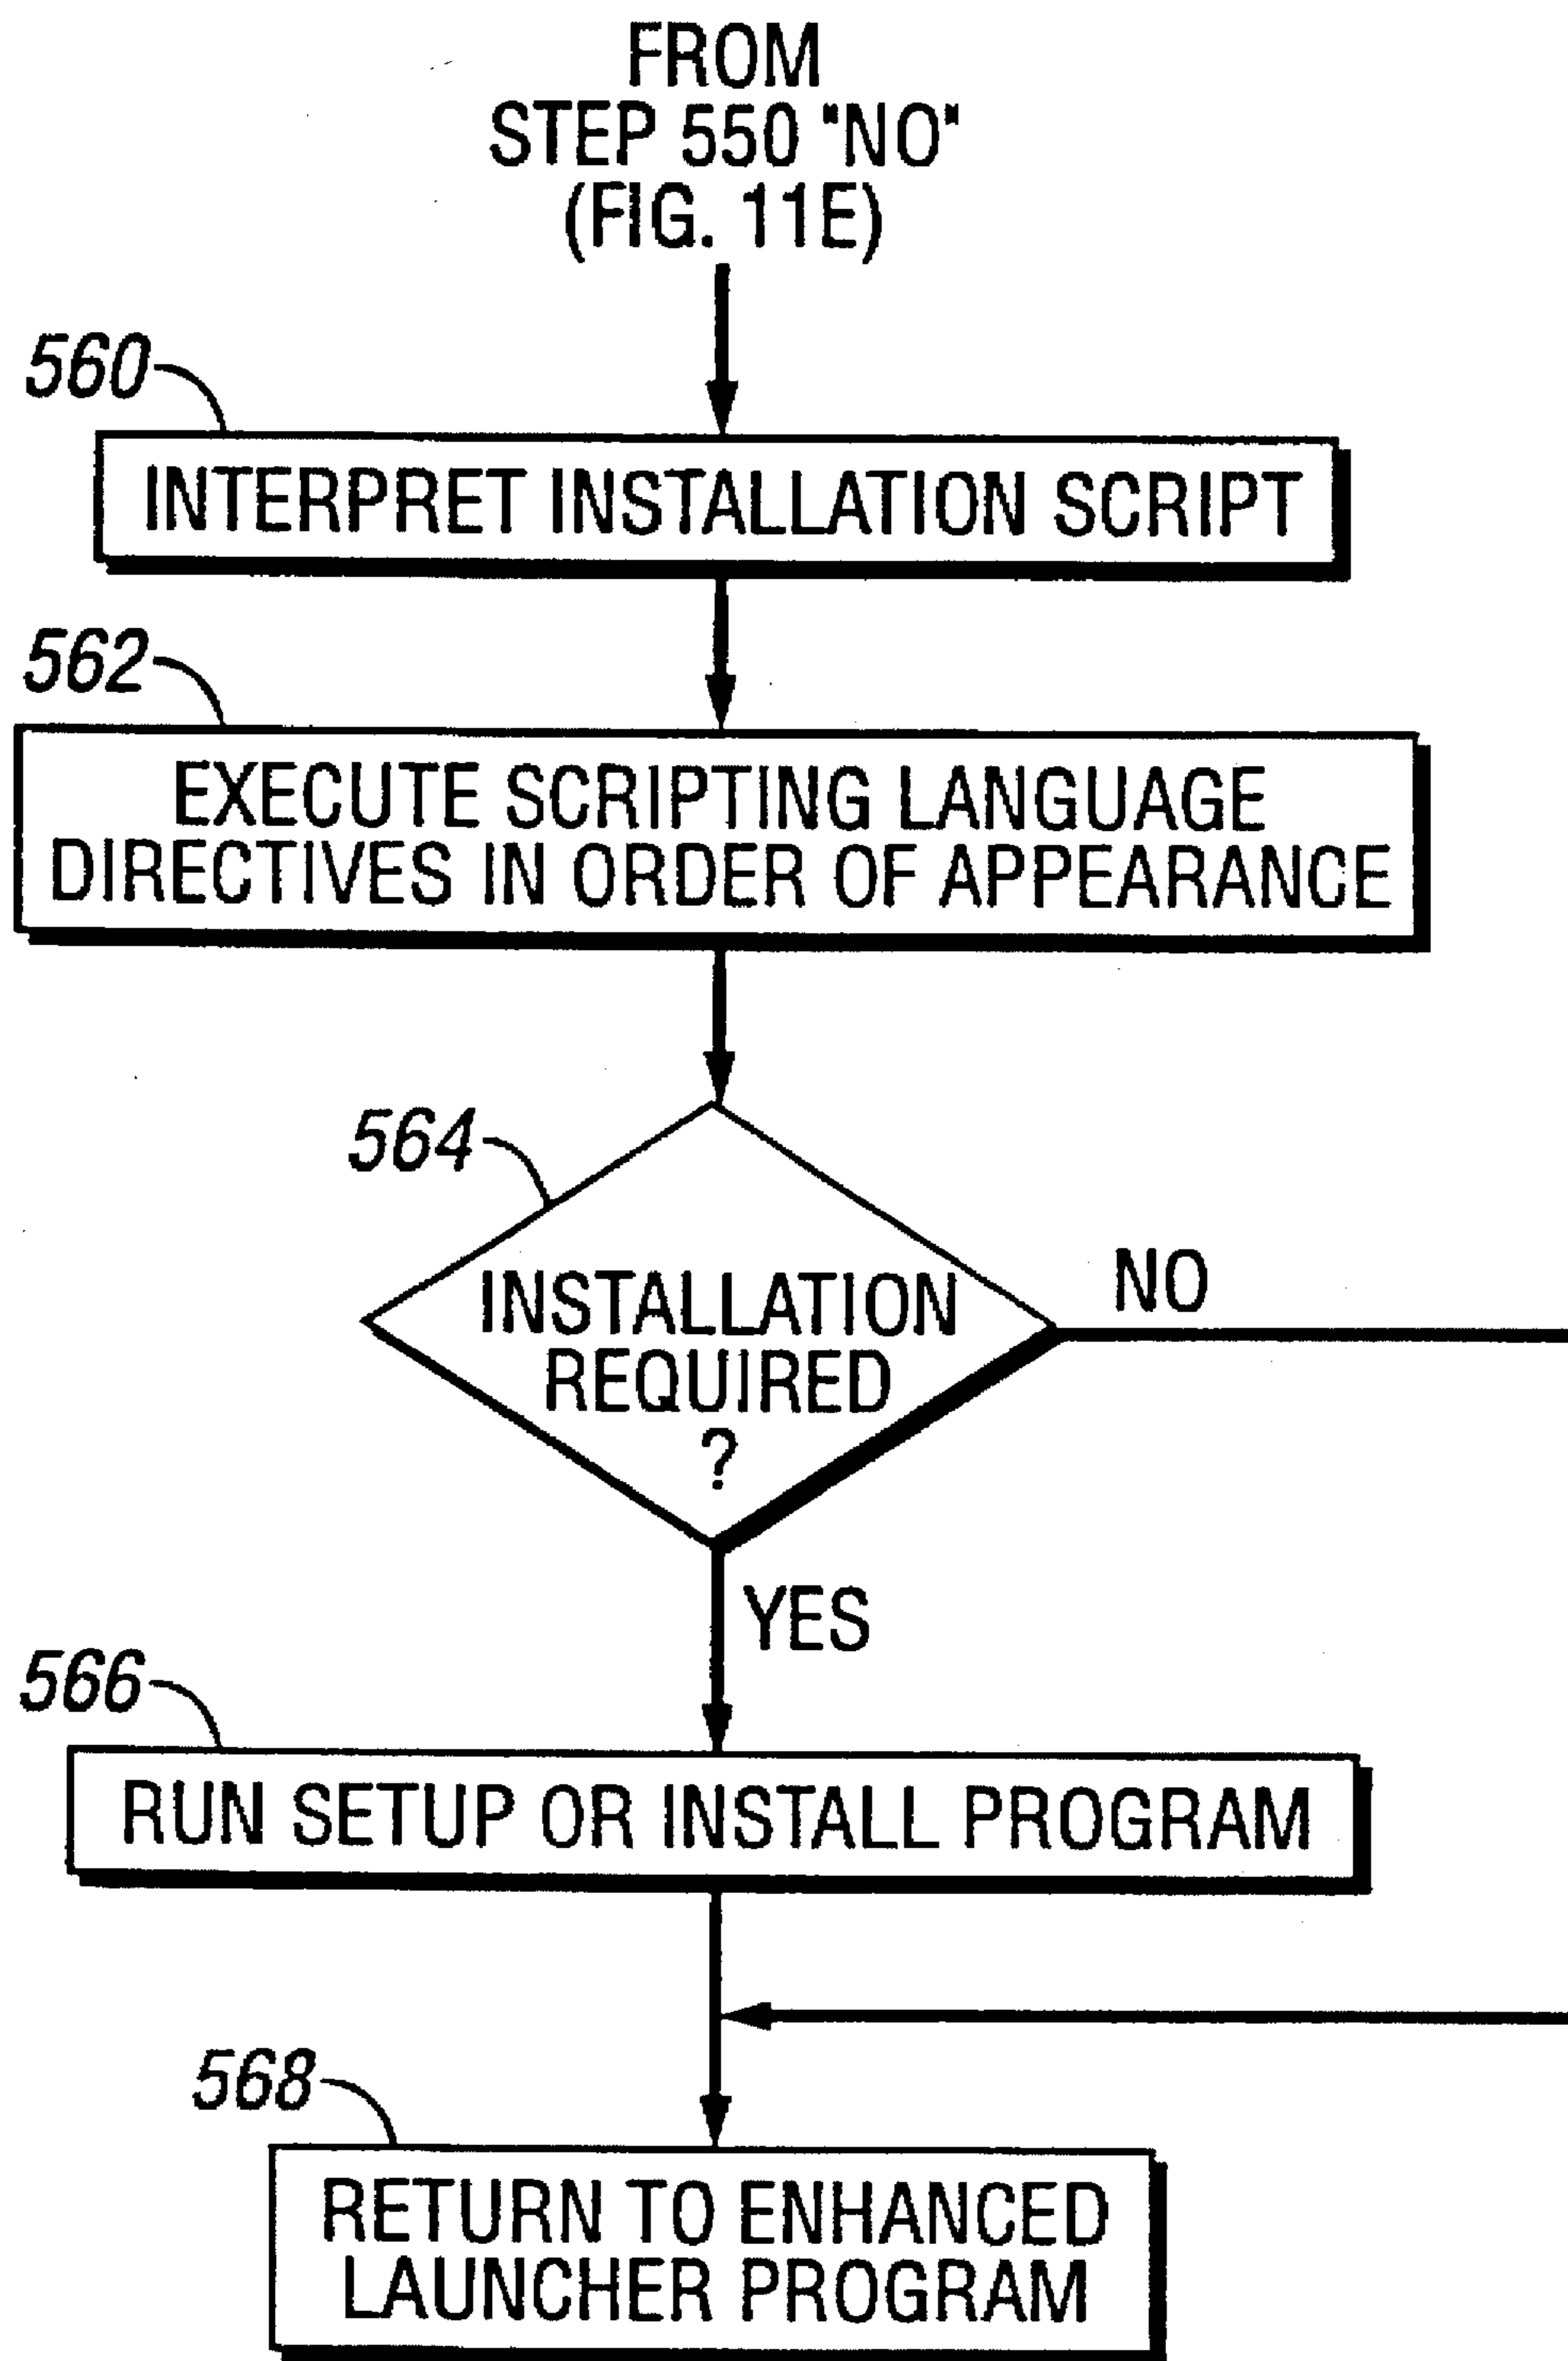 FROM
STEP 550 "NO"
(FIG. 11E)
560
INTERPRET INSTALLATION SCRIPT
562
EXECUTE SCRIPTING LANGUAGE
DIRECTIVES IN ORDER OF APPEARANCE
564
INSTALLATION
REQUIRED
?
NO
YES
566
RUN SETUP OR INSTALL PROGRAM
568
RETURN TO ENHANCED
LAUNCHER PROGRAM